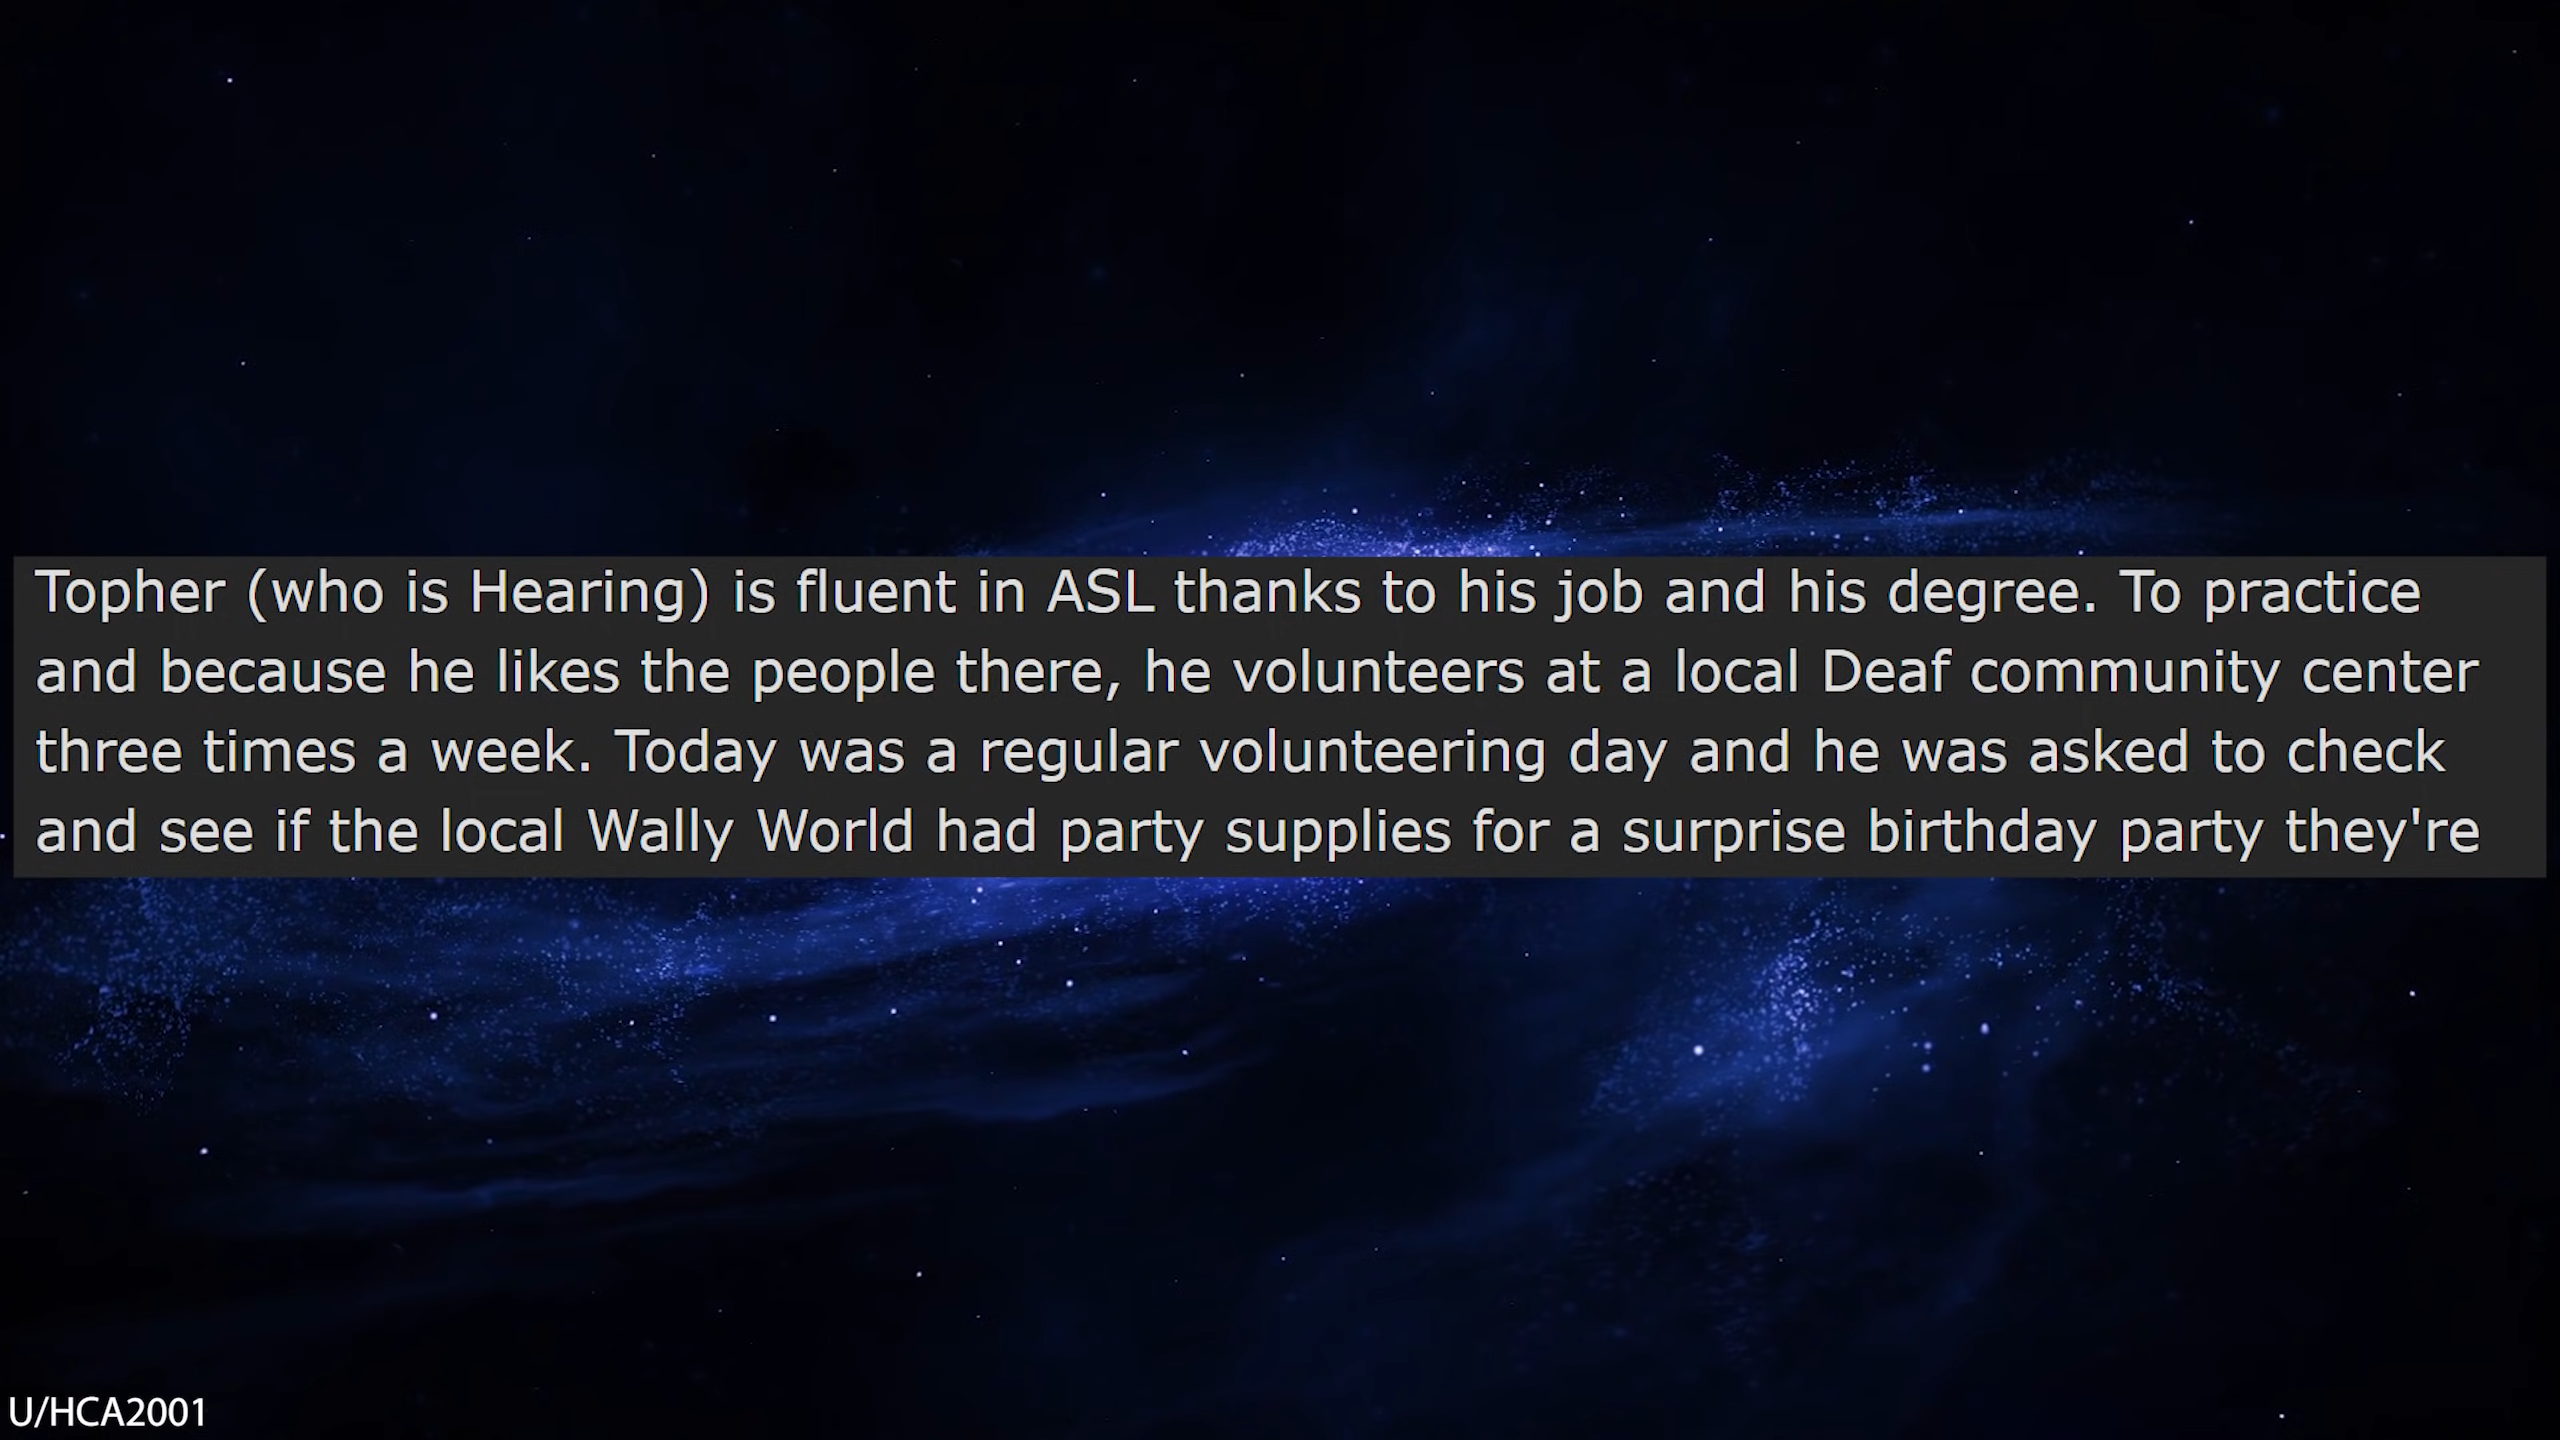 Topher (who is Hearing) is fluent in ASL thanks to his job and his degree. To practice
and because he likes the people there, he volunteers at a local Deaf community center
three times a week. Today was a regular volunteering day and he was asked to check
and see if the local Wally World had party supplies for a surprise birthday party they're
U/HCA2001